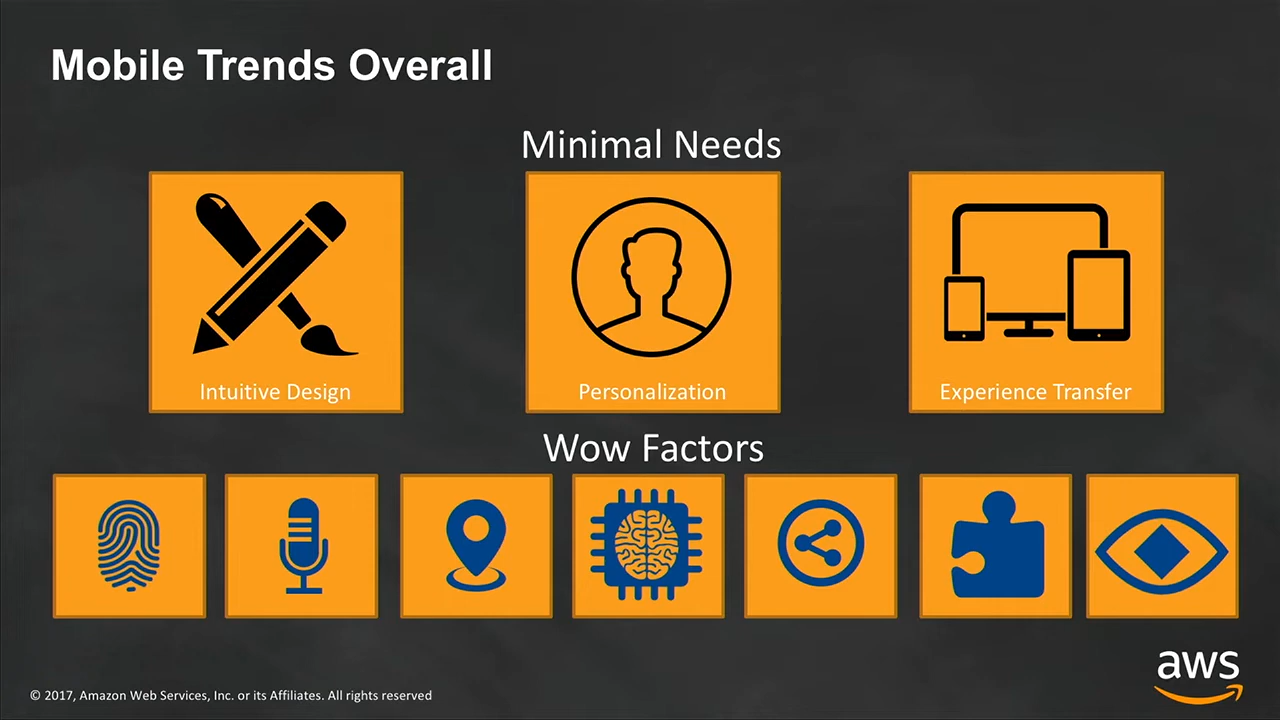 Mobile Trends Overall
Minimal Needs
Intuitive Design
Personalization
Experience Transfer
Wow Factors
aws
© 2017, Amazon Web Services, Inc. or its Affiliates. All rights reserved